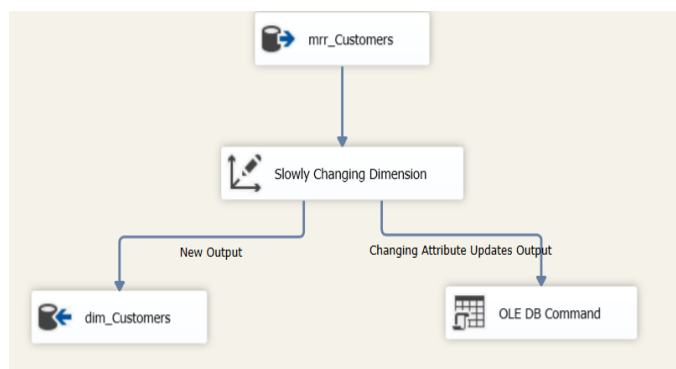 mrr_Customers
Slowly Changing Dimension
New Output
Changing Attribute Updates Output
dim_Customers
OLE DB Command